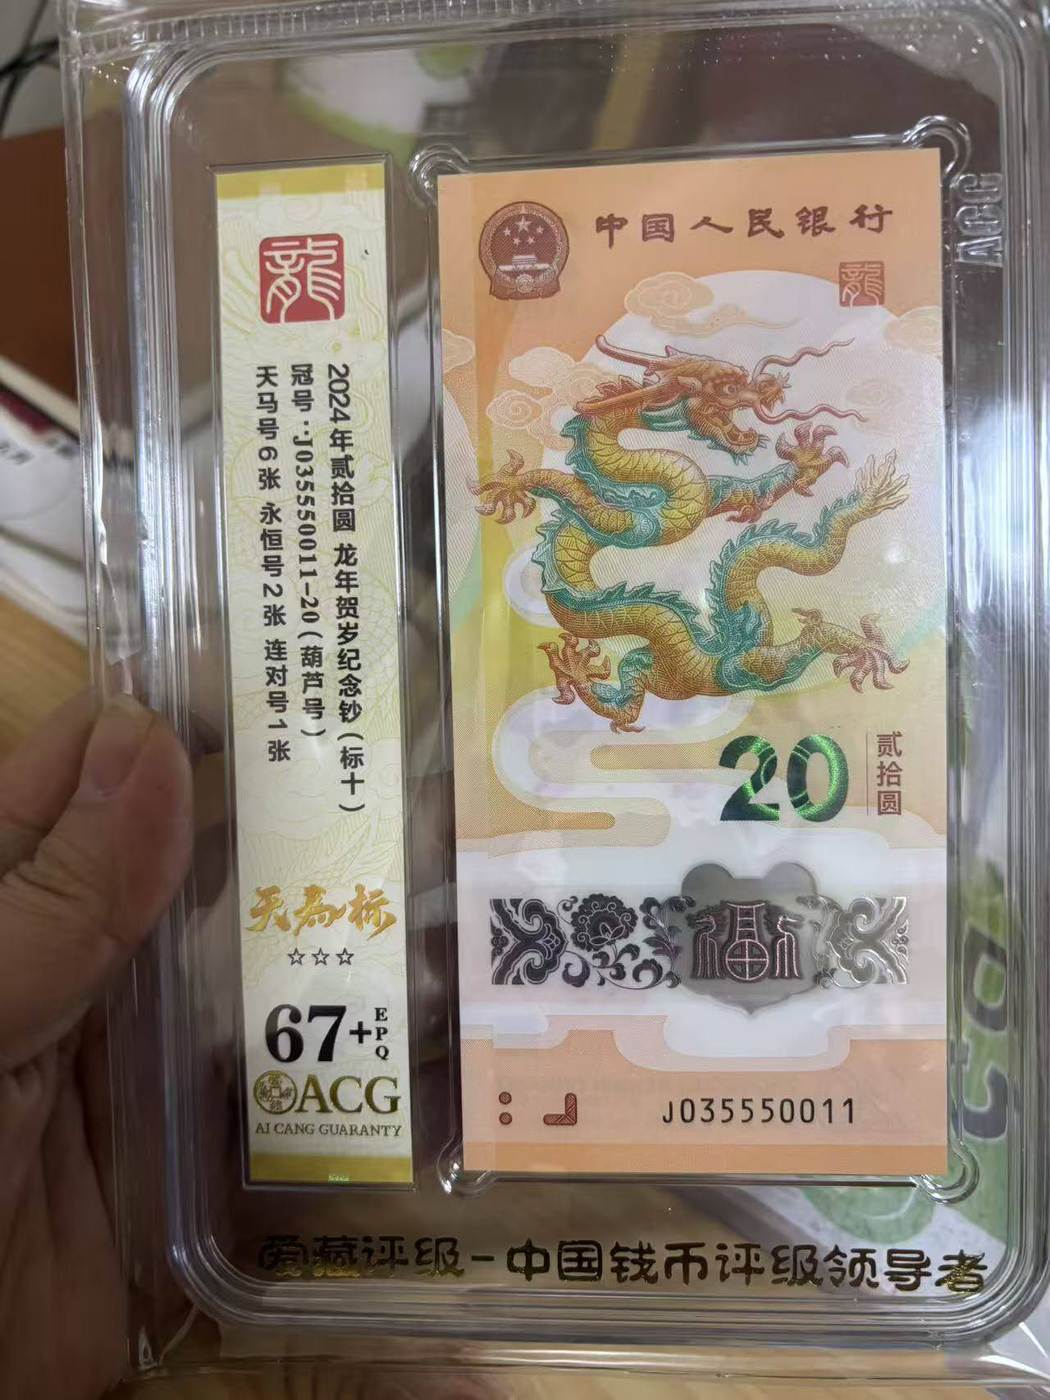 龍
2024年贰拾圆 龙年贺岁纪念钞（标十）
冠号：J035550011-20（葫芦号）
天马号6张 永恒号2张 连对号1张
天马标
☆☆☆
67+EPQ
ACG
AI CANG GUARANTY
中国人民银行
龍
20
贰拾圆
福
J035550011
ACG
爱藏评级-中国钱币评级领导者